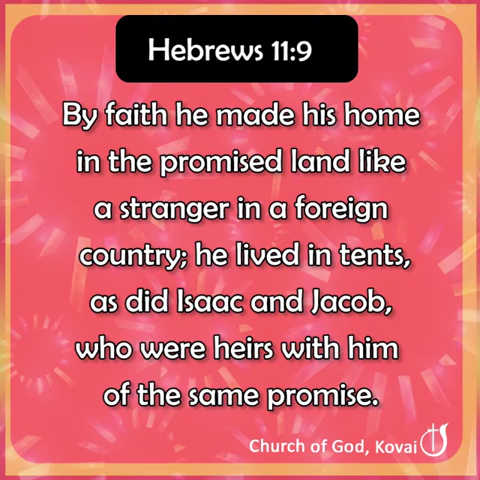 Hebrews 11:9
By faith he made his home
in the promised land like
a stranger in a foreign
country; he lived in tents,
as did Isaac and Jacob,
who were heirs with him
of the same promise.
Church of God, Kovai